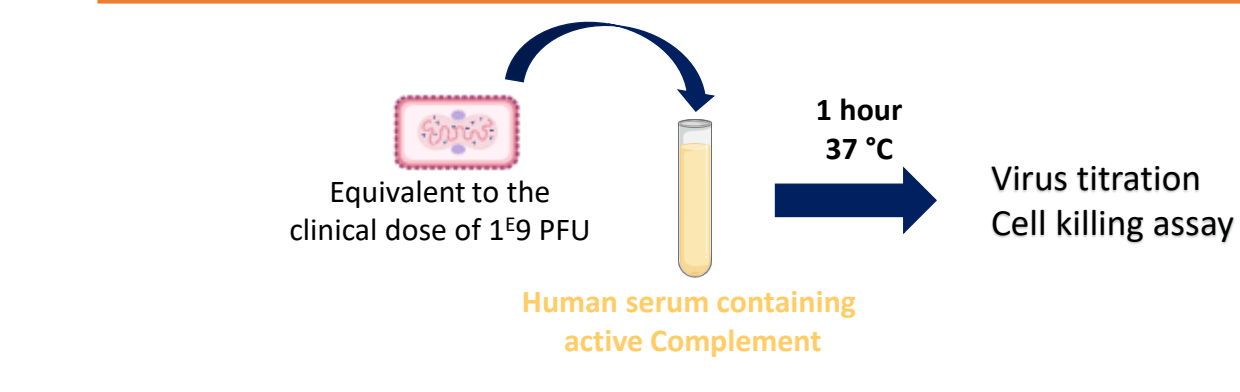 1 hour
37 °C
Equivalent to the
clinical dose of 1ᴱ9 PFU
Virus titration
Cell killing assay
Human serum containing
active Complement